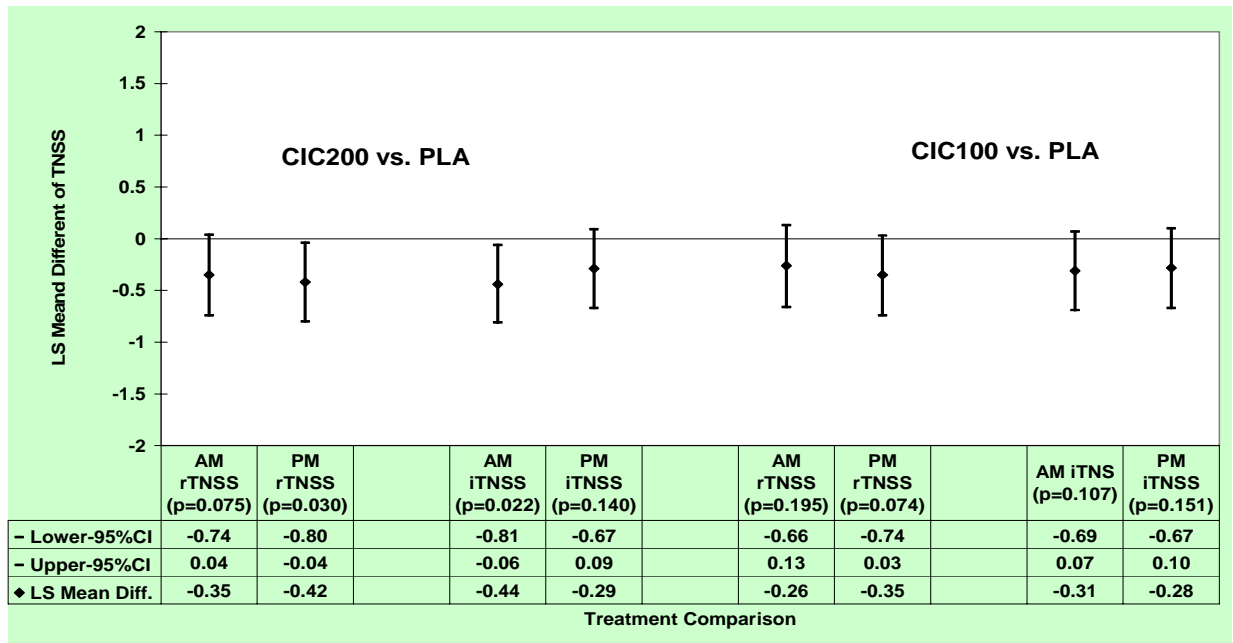 2
1.5
1
0.5
0
-0.5
-1
-1.5
-2
LS Meand Different of TNSS
CIC200 vs. PLA
CIC100 vs. PLA
AM rTNSS (p=0.075) PM rTNSS (p=0.030) AM iTNSS (p=0.022) PM iTNSS (p=0.140) AM rTNSS (p=0.195) PM rTNSS (p=0.074) AM iTNS (p=0.107) PM iTNSS (p=0.151)
Lower-95%CI -0.74 -0.80 -0.81 -0.67 -0.66 -0.74 -0.69 -0.67
Upper-95%CI 0.04 -0.04 -0.06 0.09 0.13 0.03 0.07 0.10
LS Mean Diff. -0.35 -0.42 -0.44 -0.29 -0.26 -0.35 -0.31 -0.28
Treatment Comparison